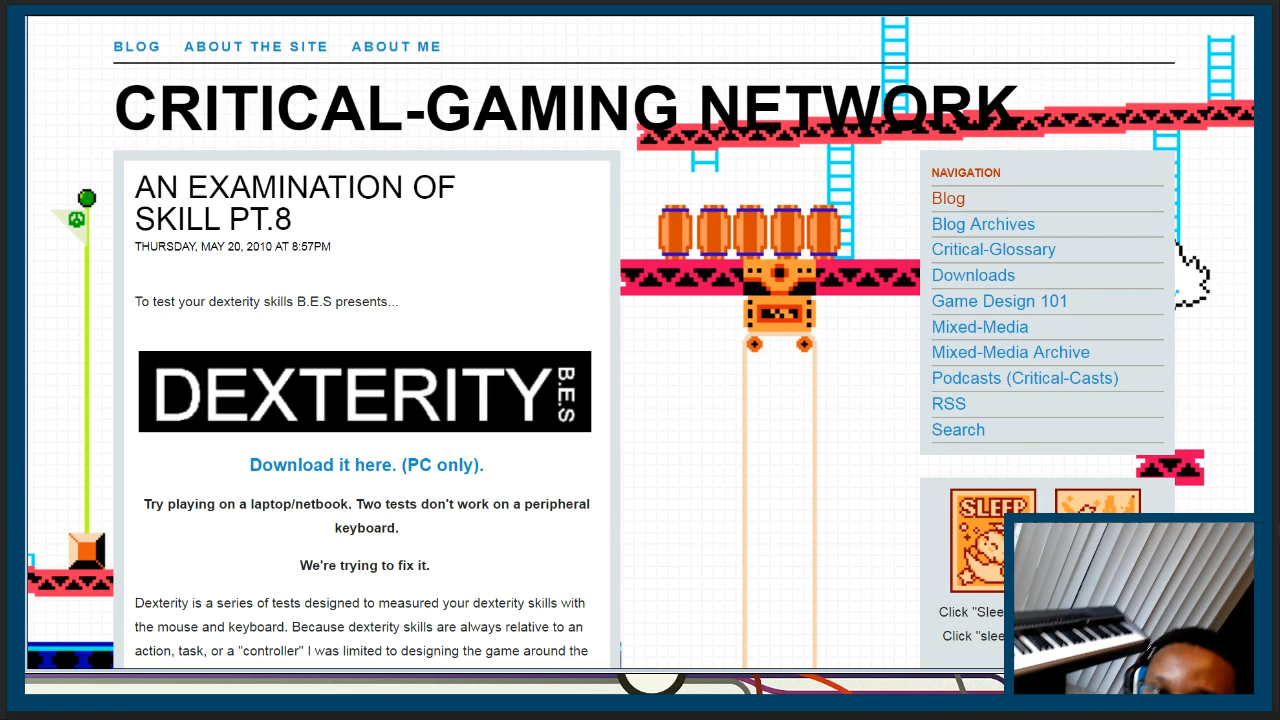 BLOG ABOUT THE SITE ABOUT ME
CRITICAL-GAMING NETWORK
AN EXAMINATION OF
SKILL PT.8
THURSDAY, MAY 20, 2010 AT 8:57PM
To test your dexterity skills B.E.S presents...
DEXTERITY B.E.S
Download it here. (PC only).
Try playing on a laptop/netbook. Two tests don't work on a peripheral
keyboard.
We're trying to fix it.
Dexterity is a series of tests designed to measured your dexterity skills with
the mouse and keyboard. Because dexterity skills are always relative to an
action, task, or a "controller" I was limited to designing the game around the
NAVIGATION
Blog
Blog Archives
Critical-Glossary
Downloads
Game Design 101
Mixed-Media
Mixed-Media Archive
Podcasts (Critical-Casts)
RSS
Search
SLEEP
Click "Slee
Click "slee